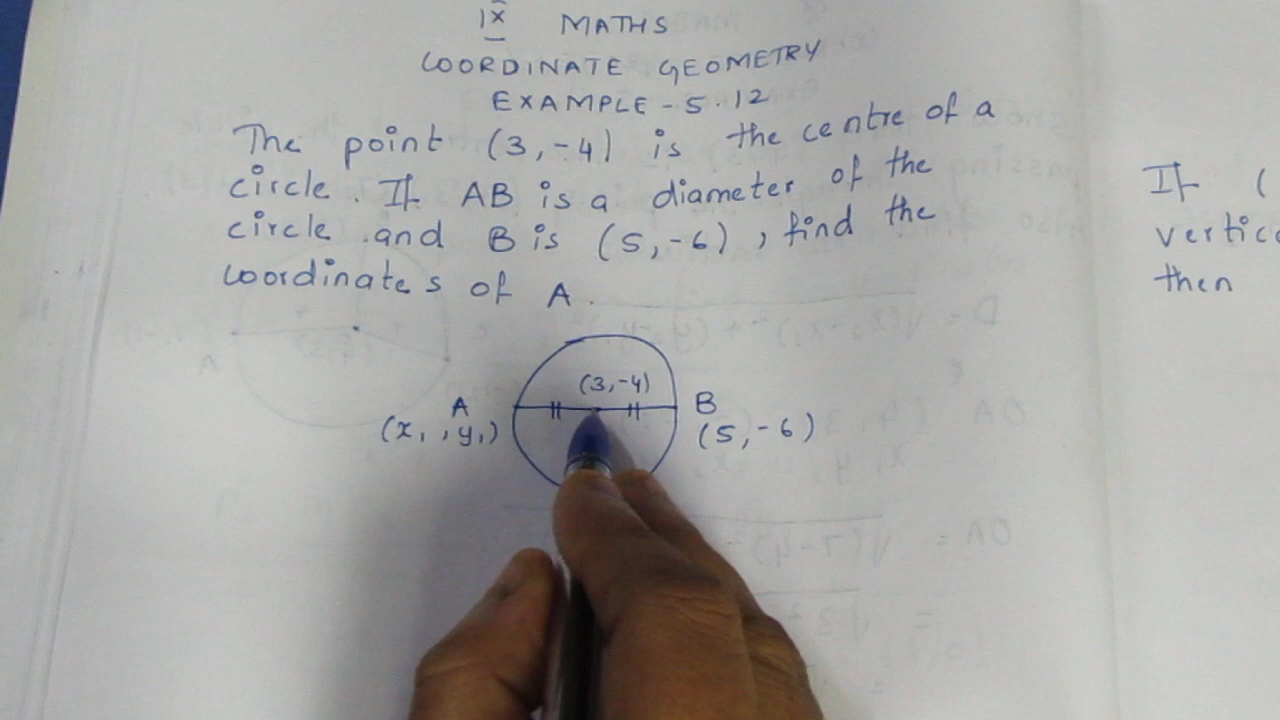 IX MATHS
COORDINATE GEOMETRY
EXAMPLE - 5.12
The point (3,-4) is the centre of a
circle. If AB is a diameter of the
circle and B is (5,-6), find the
coordinates of A.
(3,-4)
A
(x₁, y₁)
B
(5,-6)
If (
vertic
then